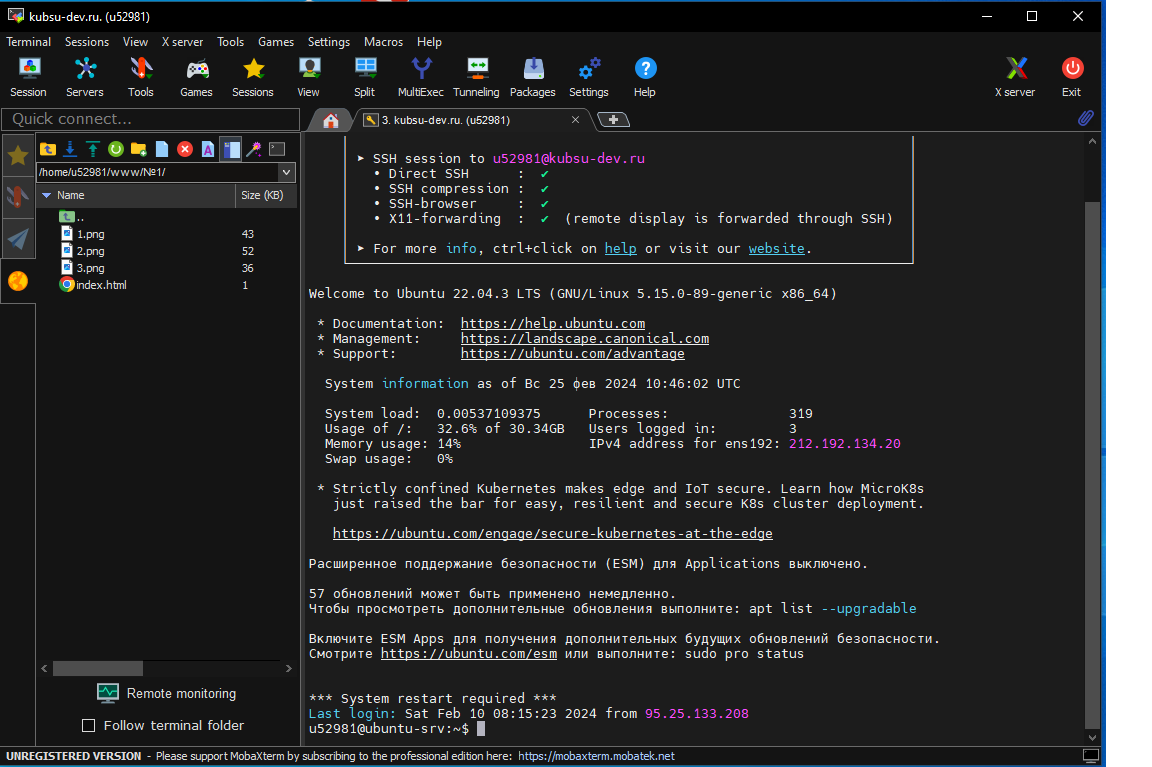 kubsu-dev.ru. (u52981)
Terminal Sessions View X server Tools Games Settings Macros Help
Session Servers Tools Games Sessions View Split MultiExec Tunneling Packages Settings Help X server Exit
Quick connect...
3. kubsu-dev.ru. (u52981)
/home/u52981/www/№1/
Name Size (KB)
..
1.png 43
2.png 52
3.png 36
index.html 1
Remote monitoring
Follow terminal folder
▸ SSH session to u52981@kubsu-dev.ru
• Direct SSH : ✔
• SSH compression : ✔
• SSH-browser : ✔
• X11-forwarding : ✔ (remote display is forwarded through SSH)
▸ For more info, ctrl+click on help or visit our website.
Welcome to Ubuntu 22.04.3 LTS (GNU/Linux 5.15.0-89-generic x86_64)
* Documentation: https://help.ubuntu.com
* Management: https://landscape.canonical.com
* Support: https://ubuntu.com/advantage
System information as of Вс 25 фев 2024 10:46:02 UTC
System load: 0.00537109375 Processes: 319
Usage of /: 32.6% of 30.34GB Users logged in: 3
Memory usage: 14% IPv4 address for ens192: 212.192.134.20
Swap usage: 0%
* Strictly confined Kubernetes makes edge and IoT secure. Learn how MicroK8s
just raised the bar for easy, resilient and secure K8s cluster deployment.
https://ubuntu.com/engage/secure-kubernetes-at-the-edge
Расширенное поддержание безопасности (ESM) для Applications выключено.
57 обновлений может быть применено немедленно.
Чтобы просмотреть дополнительные обновления выполните: apt list --upgradable
Включите ESM Apps для получения дополнительных будущих обновлений безопасности.
Смотрите https://ubuntu.com/esm или выполните: sudo pro status
*** System restart required ***
Last login: Sat Feb 10 08:15:23 2024 from 95.25.133.208
u52981@ubuntu-srv:~$
UNREGISTERED VERSION - Please support MobaXterm by subscribing to the professional edition here: https://mobaxterm.mobatek.net